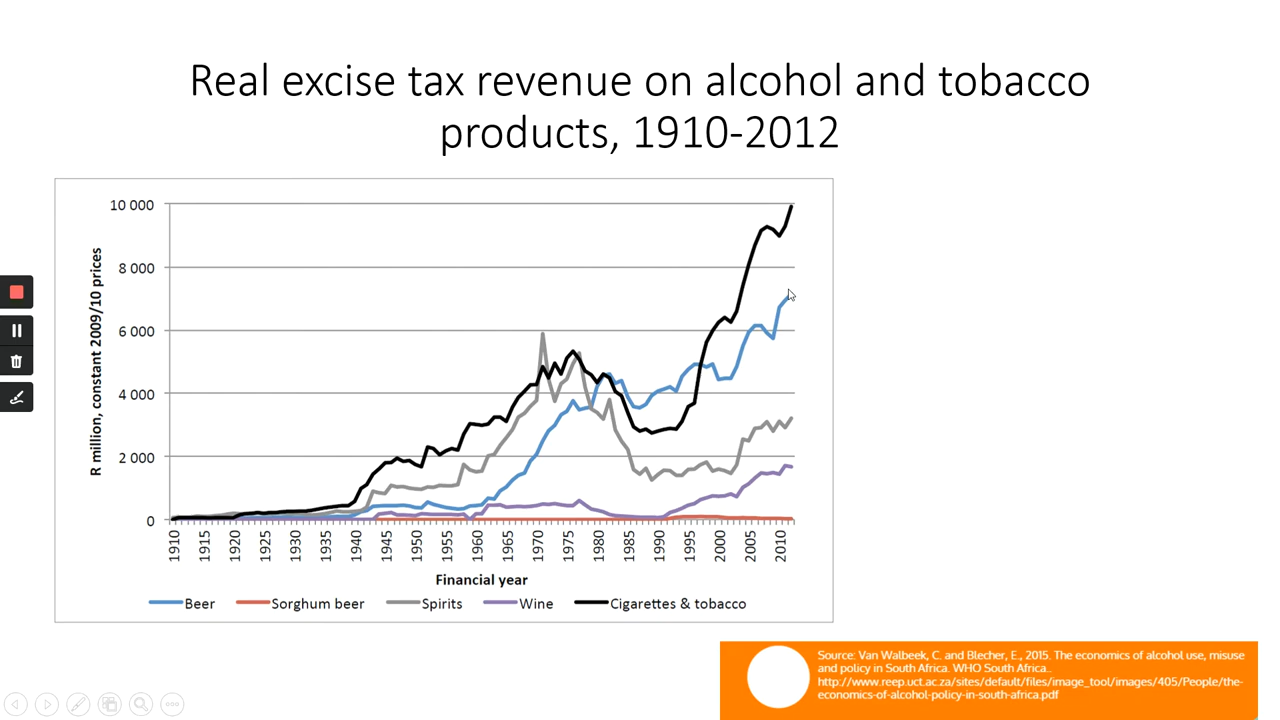 Real excise tax revenue on alcohol and tobacco
products, 1910-2012
R million, constant 2009/10 prices
10 000
8 000
6 000
4 000
2 000
0
1910
1915
1920
1925
1930
1935
1940
1945
1950
1955
1960
1965
1970
1975
1980
1985
1990
1995
2000
2005
2010
Financial year
Beer
Sorghum beer
Spirits
Wine
Cigarettes & tobacco
Source: Van Walbeek, C. and Blecher, E., 2015. The economics of alcohol use, misuse
and policy in South Africa. WHO South Africa..
http://www.reep.uct.ac.za/sites/default/files/image_tool/images/405/People/the-
economics-of-alcohol-policy-in-south-africa.pdf